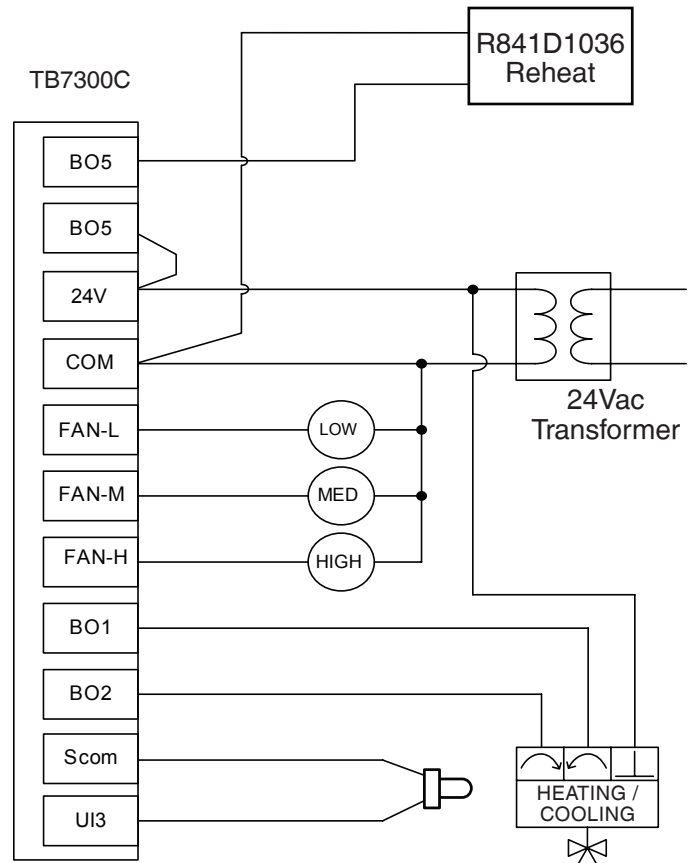 R841D1036
Reheat
TB7300C
BO5
BO5
24V
COM
24Vac
Transformer
FAN-L
LOW
FAN-M
MED
FAN-H
HIGH
BO1
BO2
Scom
UI3
HEATING /
COOLING